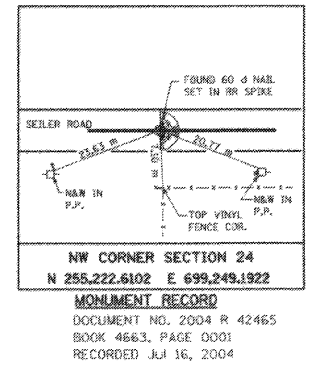 FOUND 60 d NAIL
SET IN RR SPIKE
SEILER ROAD
23.63 m
20.77 m
N&W IN
P.P.
N&W IN
P.P.
TOP VINYL
FENCE COR.
NW CORNER SECTION 24
N 255,222.6102 E 699,249.1922
MONUMENT RECORD
DOCUMENT NO. 2004 R 42465
BOOK 4663, PAGE 0001
RECORDED Jul 16, 2004